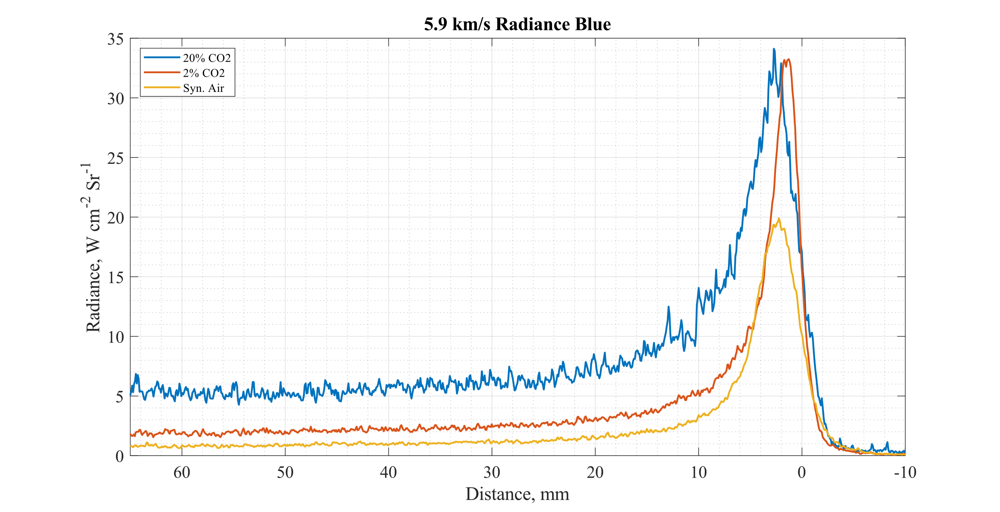 5.9 km/s Radiance Blue
35
30
25
20
15
10
5
0
Radiance, W cm-2 Sr-1
20% CO2
2% CO2
Syn. Air
60 50 40 30 20 10 0 -10
Distance, mm